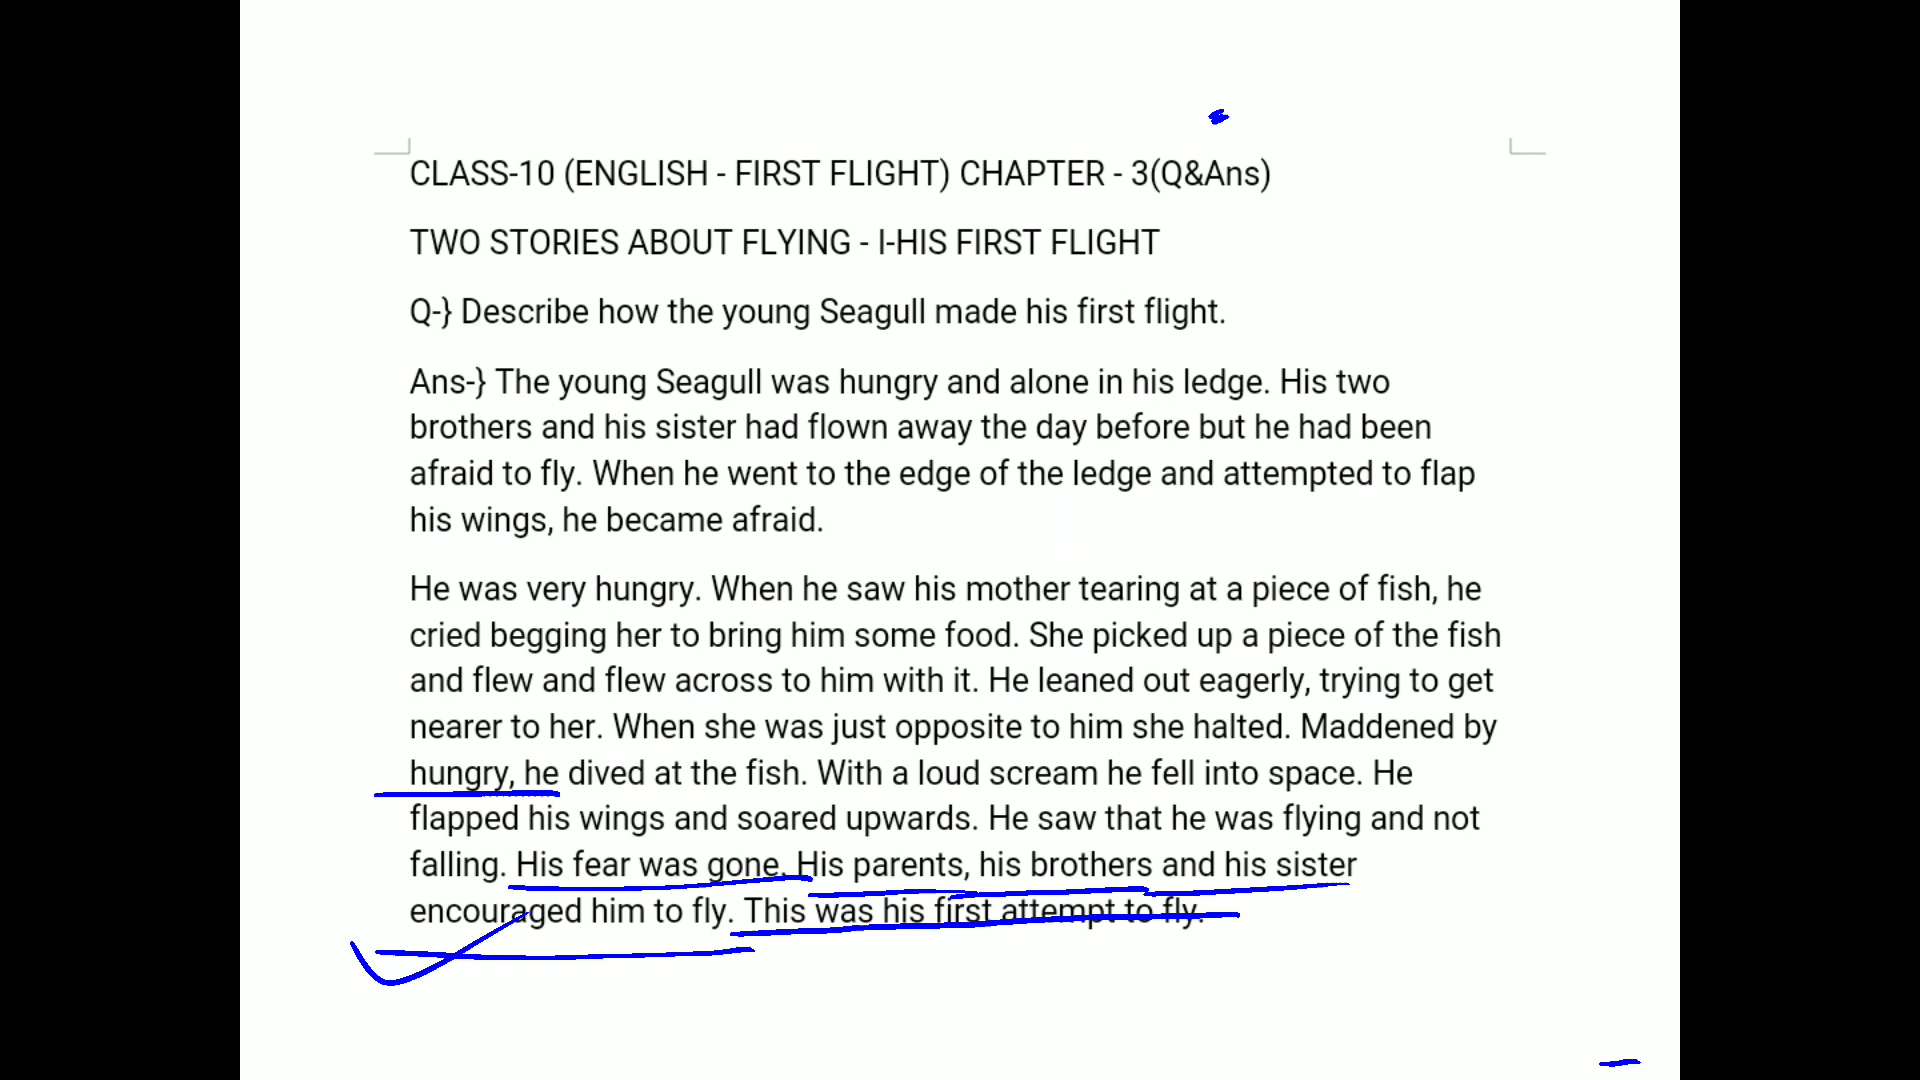 CLASS-10 (ENGLISH - FIRST FLIGHT) CHAPTER - 3(Q&Ans)
TWO STORIES ABOUT FLYING - I-HIS FIRST FLIGHT
Q-} Describe how the young Seagull made his first flight.
Ans-} The young Seagull was hungry and alone in his ledge. His two
brothers and his sister had flown away the day before but he had been
afraid to fly. When he went to the edge of the ledge and attempted to flap
his wings, he became afraid.
He was very hungry. When he saw his mother tearing at a piece of fish, he
cried begging her to bring him some food. She picked up a piece of the fish
and flew and flew across to him with it. He leaned out eagerly, trying to get
nearer to her. When she was just opposite to him she halted. Maddened by
hungry, he dived at the fish. With a loud scream he fell into space. He
flapped his wings and soared upwards. He saw that he was flying and not
falling. His fear was gone. His parents, his brothers and his sister
encouraged him to fly. This was his first attempt to fly.